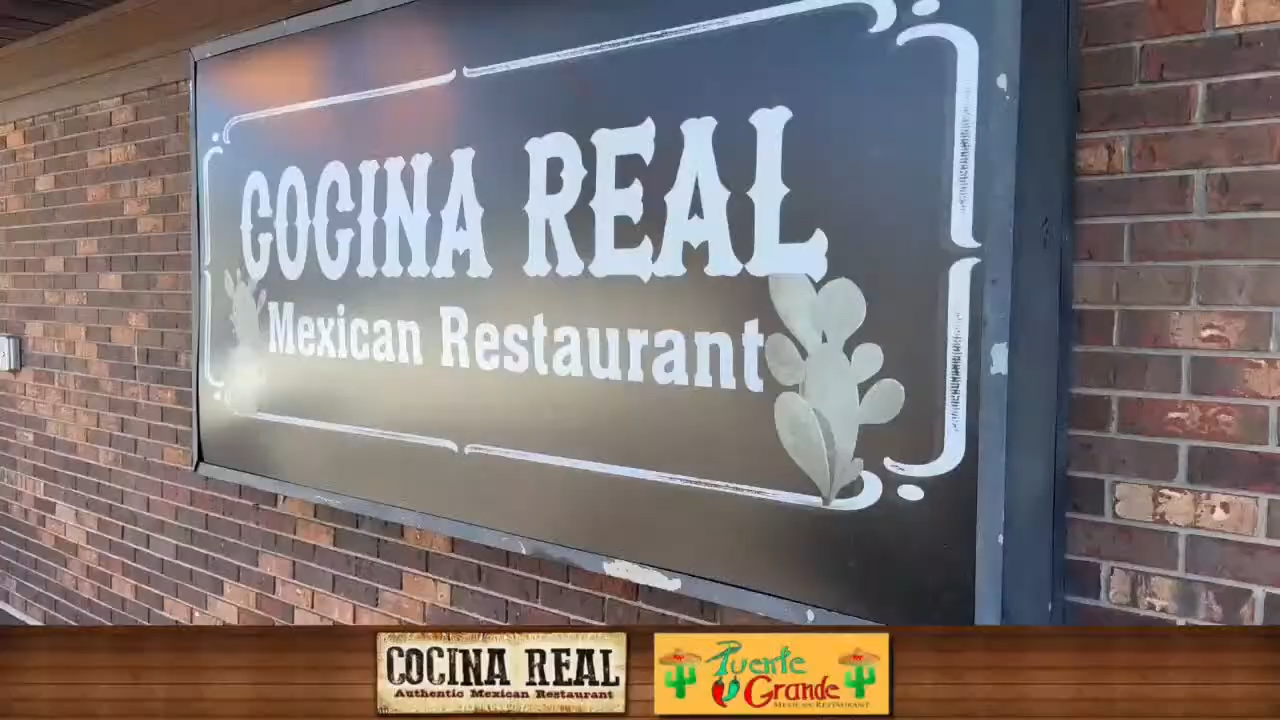 COCINA REAL
Mexican Restaurant
COCINA REAL
Authentic Mexican Restaurant
Puente
Grande
MEXICAN RESTAURANT